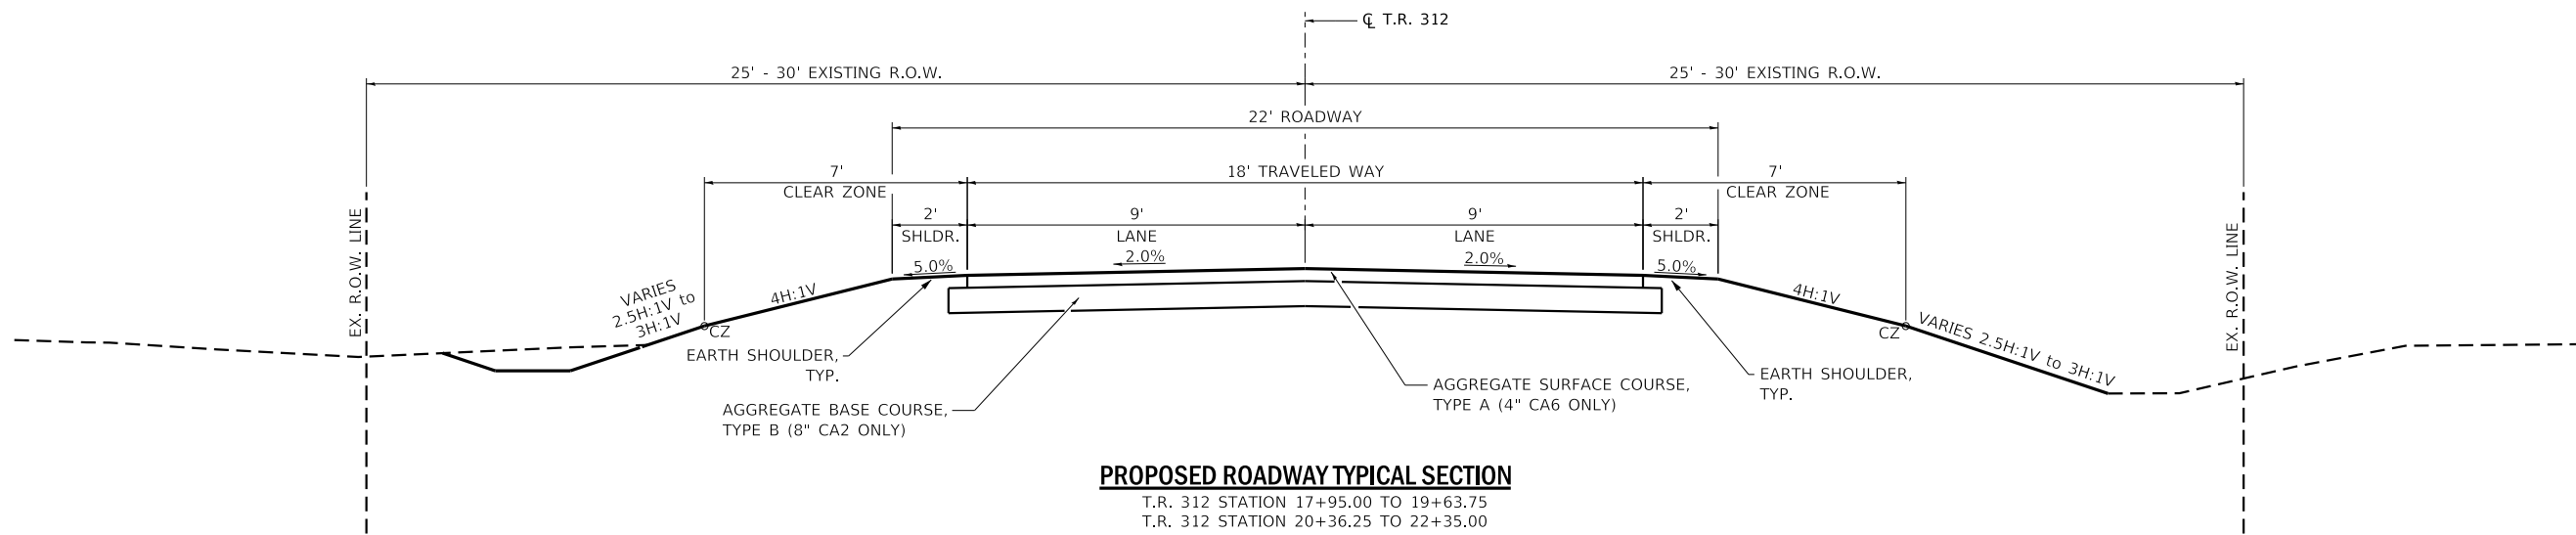 ℄ T.R. 312
25' - 30' EXISTING R.O.W.
25' - 30' EXISTING R.O.W.
22' ROADWAY
7'
CLEAR ZONE
18' TRAVELED WAY
7'
CLEAR ZONE
2'
SHLDR.
9'
LANE
9'
LANE
2'
SHLDR.
5.0%
2.0%
2.0%
5.0%
EX. R.O.W. LINE
EX. R.O.W. LINE
VARIES
2.5H:1V to
3H:1V
4H:1V
4H:1V
VARIES 2.5H:1V to 3H:1V
CZ
CZ
EARTH SHOULDER,
TYP.
AGGREGATE BASE COURSE,
TYPE B (8" CA2 ONLY)
AGGREGATE SURFACE COURSE,
TYPE A (4" CA6 ONLY)
EARTH SHOULDER,
TYP.
PROPOSED ROADWAY TYPICAL SECTION
T.R. 312 STATION 17+95.00 TO 19+63.75
T.R. 312 STATION 20+36.25 TO 22+35.00